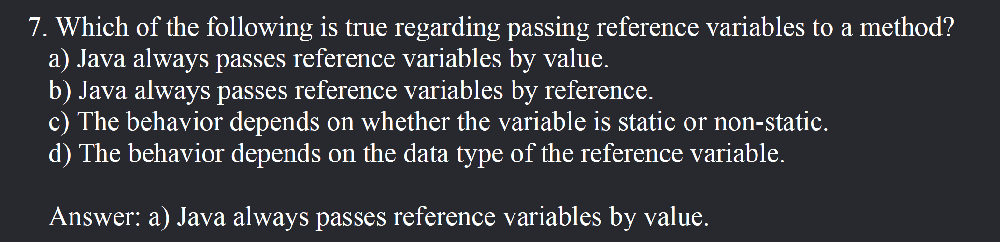 7. Which of the following is true regarding passing reference variables to a method?
a) Java always passes reference variables by value.
b) Java always passes reference variables by reference.
c) The behavior depends on whether the variable is static or non-static.
d) The behavior depends on the data type of the reference variable.
Answer: a) Java always passes reference variables by value.